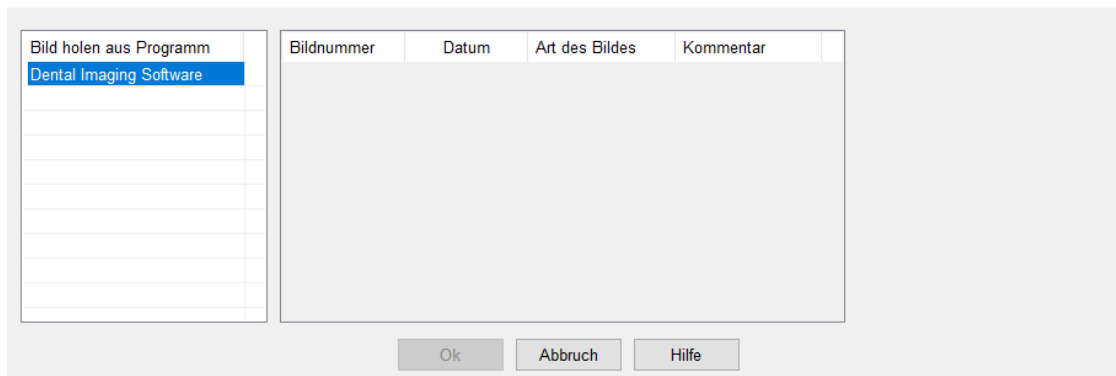 Bild holen aus Programm
Dental Imaging Software
Bildnummer Datum Art des Bildes Kommentar
Ok Abbruch Hilfe